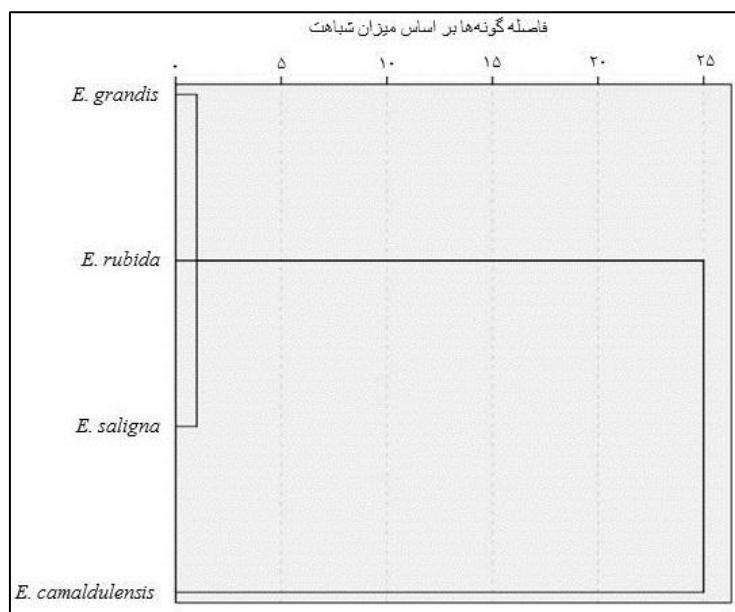 فاصله گونه‌ها بر اساس میزان شباهت
۰ ۵ ۱۰ ۱۵ ۲۰ ۲۵
E. grandis
E. rubida
E. saligna
E. camaldulensis